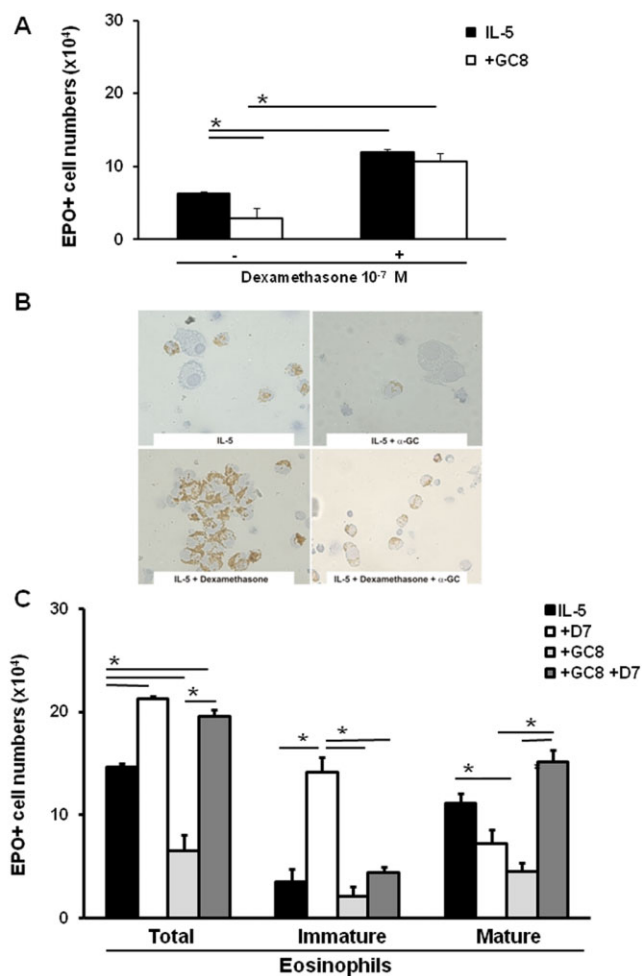 A
30
20
10
0
EPO+ cell numbers (x10⁴)
IL-5
+GC8
*
*
- +
Dexamethasone 10⁻⁷ M
B
IL-5
IL-5 + α-GC
IL-5 + Dexamethasone
IL-5 + Dexamethasone + α-GC
C
30
20
10
0
EPO+ cell numbers (x10⁴)
IL-5
+D7
+GC8
+GC8 +D7
*
*
*
*
*
*
*
Total Immature Mature
Eosinophils